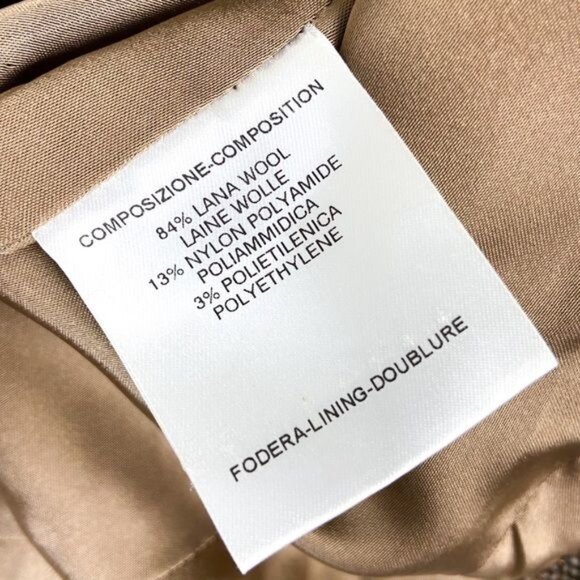 COMPOSIZIONE-COMPOSITION
84% LANA WOOL
LAINE WOLLE
13% NYLON POLYAMIDE
POLIAMMIDICA
3% POLIETILENICA
POLYETHYLENE
FODERA-LINING-DOUBLURE